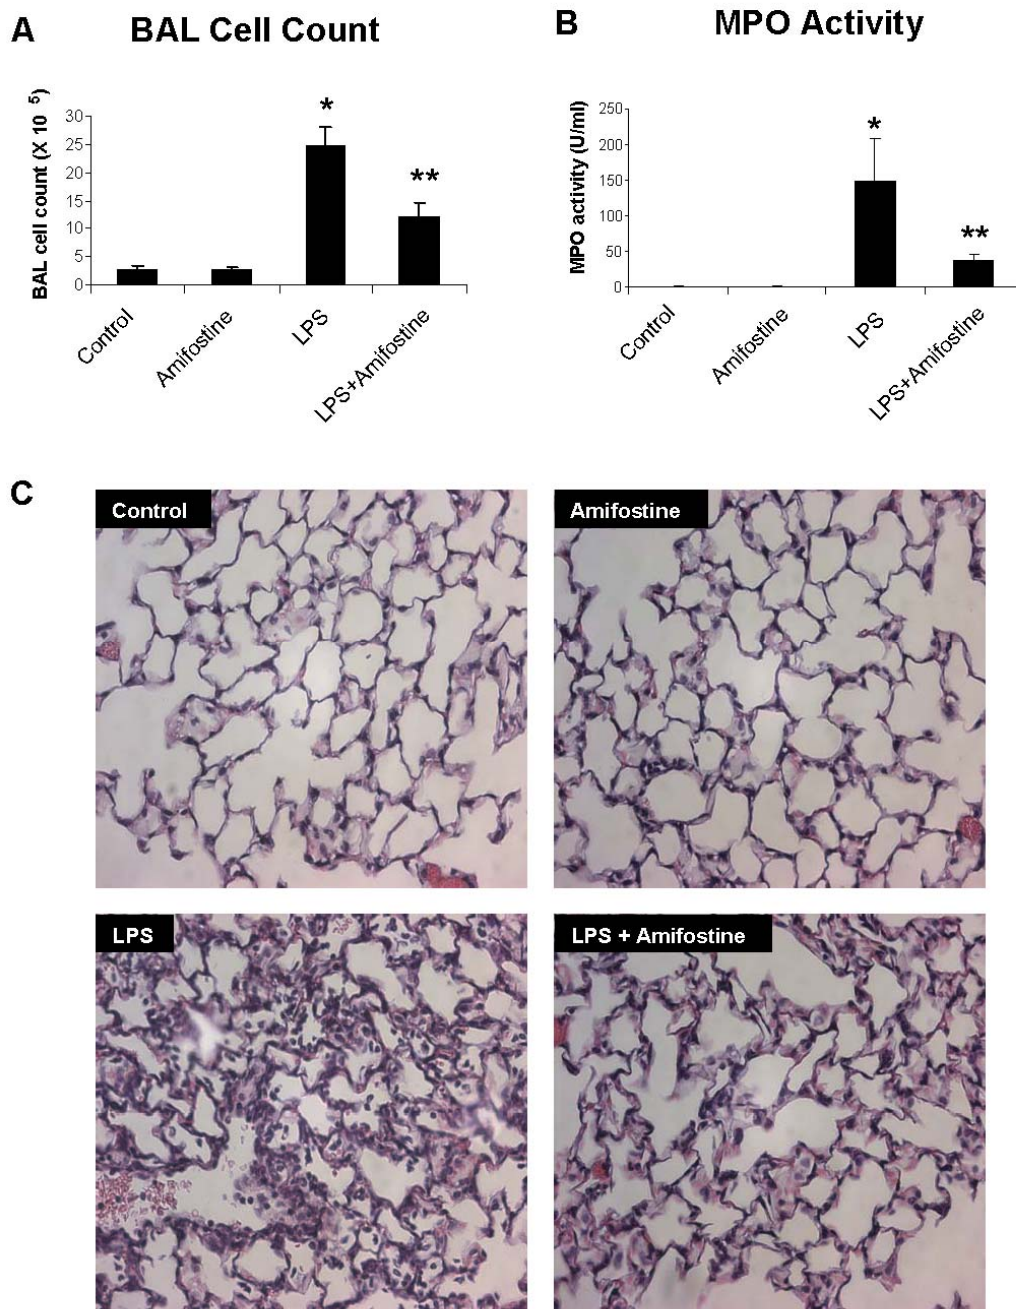 A BAL Cell Count
BAL cell count (X 10 5)
30
25
20
15
10
5
0
*
**
Control
Amifostine
LPS
LPS+Amifostine
B MPO Activity
MPO activity (U/ml)
250
200
150
100
50
0
*
**
Control
Amifostine
LPS
LPS+Amifostine
C
Control
Amifostine
LPS
LPS + Amifostine